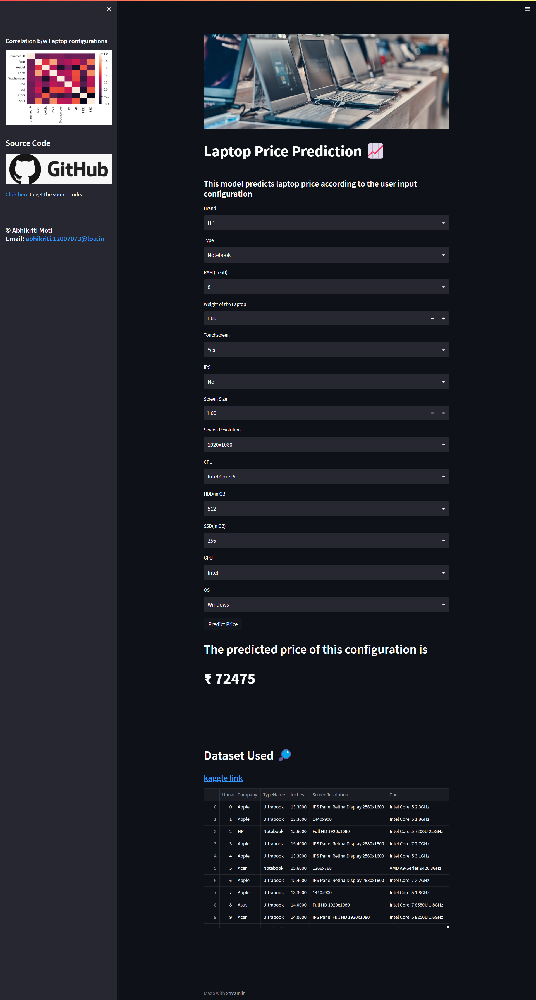 Correlation b/w Laptop configurations
Unnamed: 0
Ram
Weight
Price
Touchscreen
Ips
ppi
HDD
SSD
1.0
0.8
0.6
0.4
0.2
0.0
−0.2
−0.4
Unnamed: 0
Ram
Weight
Price
Touchscreen
Ips
ppi
HDD
SSD
Source Code
GitHub
Click here to get the source code.
© Abhikriti Moti
Email: abhikriti.12007073@lpu.in
Laptop Price Prediction 📈
This model predicts laptop price according to the user input
configuration
Brand
HP
Type
Notebook
RAM (in GB)
8
Weight of the Laptop
1.00
Touchscreen
Yes
IPS
No
Screen Size
1.00
Screen Resolution
1920x1080
CPU
Intel Core i5
HDD(in GB)
512
SSD(in GB)
256
GPU
Intel
OS
Windows
Predict Price
The predicted price of this configuration is
₹ 72475
Dataset Used 🔎
kaggle link
Unnar Company TypeName Inches ScreenResolution Cpu
0 0 Apple Ultrabook 13.3000 IPS Panel Retina Display 2560x1600 Intel Core i5 2.3GHz
1 1 Apple Ultrabook 13.3000 1440x900 Intel Core i5 1.8GHz
2 2 HP Notebook 15.6000 Full HD 1920x1080 Intel Core i5 7200U 2.5GHz
3 3 Apple Ultrabook 15.4000 IPS Panel Retina Display 2880x1800 Intel Core i7 2.7GHz
4 4 Apple Ultrabook 13.3000 IPS Panel Retina Display 2560x1600 Intel Core i5 3.1GHz
5 5 Acer Notebook 15.6000 1366x768 AMD A9-Series 9420 3GHz
6 6 Apple Ultrabook 15.4000 IPS Panel Retina Display 2880x1800 Intel Core i7 2.2GHz
7 7 Apple Ultrabook 13.3000 1440x900 Intel Core i5 1.8GHz
8 8 Asus Ultrabook 14.0000 Full HD 1920x1080 Intel Core i7 8550U 1.8GHz
9 9 Acer Ultrabook 14.0000 IPS Panel Full HD 1920x1080 Intel Core i5 8250U 1.6GHz
Made with Streamlit